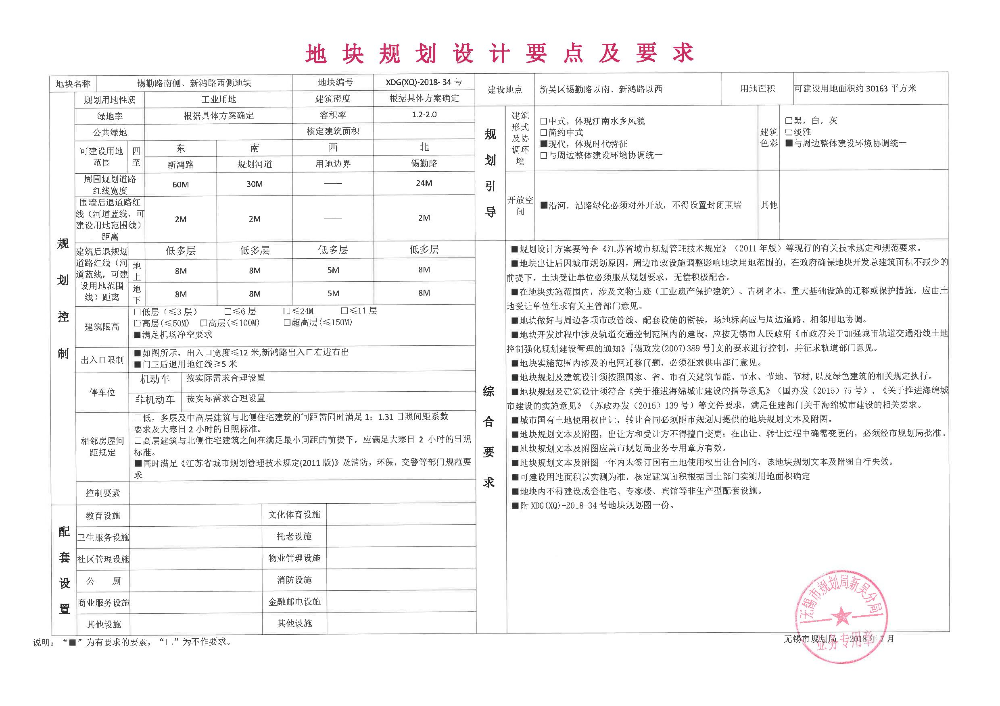 地块规划设计要点及要求
地块名称 锡勤路南侧、新鸿路西侧地块 地块编号 XDG(XQ)-2018- 34 号 建设地点 新吴区锡勤路以南、新鸿路以西 用地面积 可建设用地面积约 30163 平方米
规划控制
规划用地性质 工业用地 建筑密度 根据具体方案确定
绿地率 根据具体方案确定 容积率 1.2-2.0
公共绿地 核定建筑面积
可建设用地
范围
四
至
东 南 西 北
新鸿路 规划河道 用地边界 锡勤路
周围规划道路
红线宽度
60M 30M —— 24M
围墙后退道路红
线（河道蓝线，可
建设用地范围线）
距离
2M 2M —— 2M
建筑后退规划
道路红线（河
道蓝线，可建
设用地范围
线）距离
低多层 低多层 低多层 低多层
地上 8M 8M 5M 8M
地下 8M 8M 5M 8M
建筑限高
□低层（≤3 层） □≤6 层 □≤24M □≤11 层
□高层(≤50M) □高层(≤100M) □超高层(≤150M)
■满足机场净空要求
出入口限制
■如图所示，出入口宽度≤12 米,新鸿路出入口右进右出
■门卫后退用地红线≥5 米
停车位
机动车 按实际需求合理设置
非机动车 按实际需求合理设置
相邻房屋间
距规定
□低，多层及中高层建筑与北侧住宅建筑的间距需同时满足 1：1.31 日照间距系数
要求及大寒日 2 小时的日照标准。
□高层建筑与北侧住宅建筑之间在满足最小间距的前提下，应满足大寒日 2 小时的日照
标准。
■同时满足《江苏省城市规划管理技术规定(2011 版)》及消防，环保，交警等部门规范要
求
控制要素
配套设置
教育设施 文化体育设施
卫生服务设施 托老设施
社区管理设施 物业管理设施
公 厕 消防设施
商业服务设施 金融邮电设施
其他设施 其他设施
规划引导
建筑
形式
及协
调环
境
□中式，体现江南水乡风貌
□简约中式
■现代，体现时代特征
□与周边整体建设环境协调统一
建筑
色彩
□黑，白，灰
□淡雅
■与周边整体建设环境协调统一
开放空
间
■沿河，沿路绿化必须对外开放，不得设置封闭围墙
其他
综合要求
■规划设计方案要符合《江苏省城市规划管理技术规定》（2011 年版）等现行的有关技术规定和规范要求。
■地块出让后因城市规划原因，周边市政设施调整影响地块用地范围的，在政府确保地块开发总建筑面积不减少的
前提下，土地受让单位必须服从规划要求，无偿积极配合。
■在地块实施范围内，涉及文物古迹（工业遗产保护建筑）、古树名木、重大基础设施的迁移或保护措施，应由土
地受让单位征求有关主管部门意见。
■地块做好与周边各项市政管线、配套设施的衔接，场地标高应与周边道路、相邻用地协调。
■地块开发过程中涉及轨道交通控制范围内的建设，应按无锡市人民政府《市政府关于加强城市轨道交通沿线土地
控制强化规划建设管理的通知》[锡政发(2007)389 号]文的要求进行控制，并征求轨道部门意见。
■地块实施范围内涉及的电网迁移问题，必须征求供电部门意见。
■地块规划及建筑设计须按照国家、省、市有关建筑节能、节水、节地、节材,以及绿色建筑的相关规定执行。
■地块规划及建筑设计须符合《关于推进海绵城市建设的指导意见》（国办发（2015）75 号）、《关于推进海绵城
市建设的实施意见》（苏政办发（2015）139 号）等文件要求，满足住建部门关于海绵城市建设的相关要求。
■城市国有土地使用权出让，转让合同必须附市规划局提供的地块规划文本及附图。
■地块规划文本及附图，出让方和受让方不得擅自变更；在出让、转让过程中确需变更的，必须经市规划局批准。
■地块规划文本及附图应盖市规划局业务专用章方有效。
■地块规划文本及附图一年内未签订国有土地使用权出让合同的，该地块规划文本及附图自行失效。
■可建设用地面积以实测为准，核定建筑面积根据国土部门实测用地面积确定
■地块内不得建设成套住宅、专家楼、宾馆等非生产型配套设施。
■附 XDG(XQ)-2018-34 号地块规划图一份。
无锡市规划局新吴分局
业务专用章
说明：“■”为有要求的要素，“□”为不作要求。
无锡市规划局 2018 年 7 月